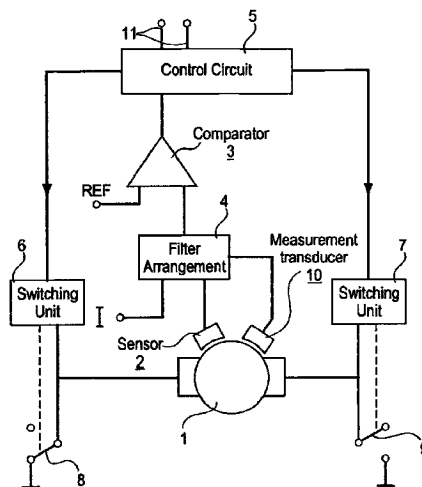 11
5
Control Circuit
Comparator
3
REF
4
Filter
Arrangement
Measurement
transducer
10
6
Switching
Unit
7
Switching
Unit
I
Sensor
2
1
8
9